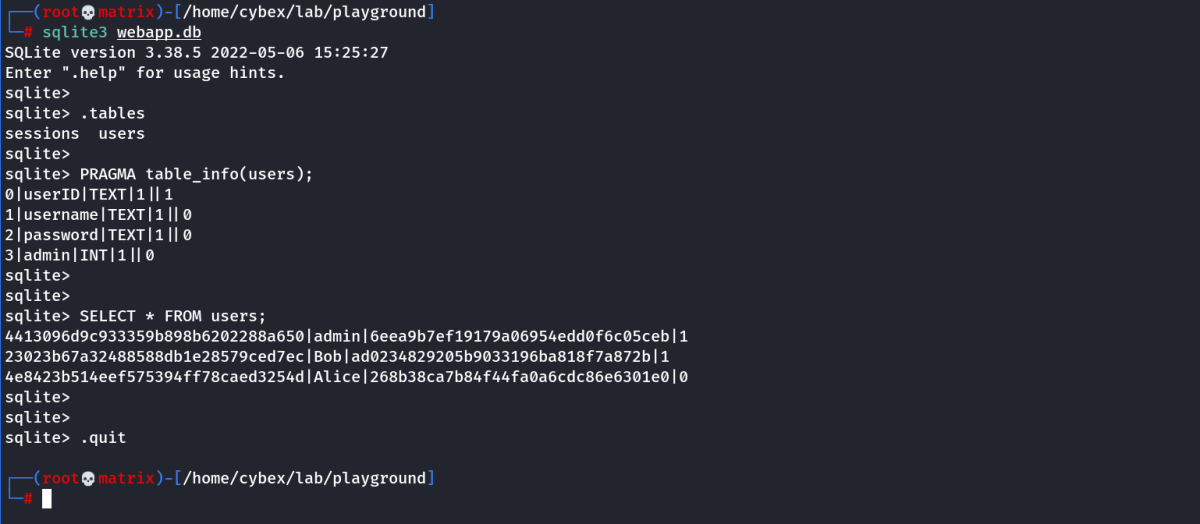 ┌──(root💀matrix)-[/home/cybex/lab/playground]
└─# sqlite3 webapp.db
SQLite version 3.38.5 2022-05-06 15:25:27
Enter ".help" for usage hints.
sqlite>
sqlite> .tables
sessions  users
sqlite>
sqlite> PRAGMA table_info(users);
0|userID|TEXT|1||1
1|username|TEXT|1||0
2|password|TEXT|1||0
3|admin|INT|1||0
sqlite>
sqlite>
sqlite> SELECT * FROM users;
4413096d9c933359b898b6202288a650|admin|6eea9b7ef19179a06954edd0f6c05ceb|1
23023b67a32488588db1e28579ced7ec|Bob|ad0234829205b9033196ba818f7a872b|1
4e8423b514eef575394ff78caed3254d|Alice|268b38ca7b84f44fa0a6cdc86e6301e0|0
sqlite>
sqlite>
sqlite> .quit
┌──(root💀matrix)-[/home/cybex/lab/playground]
└─#